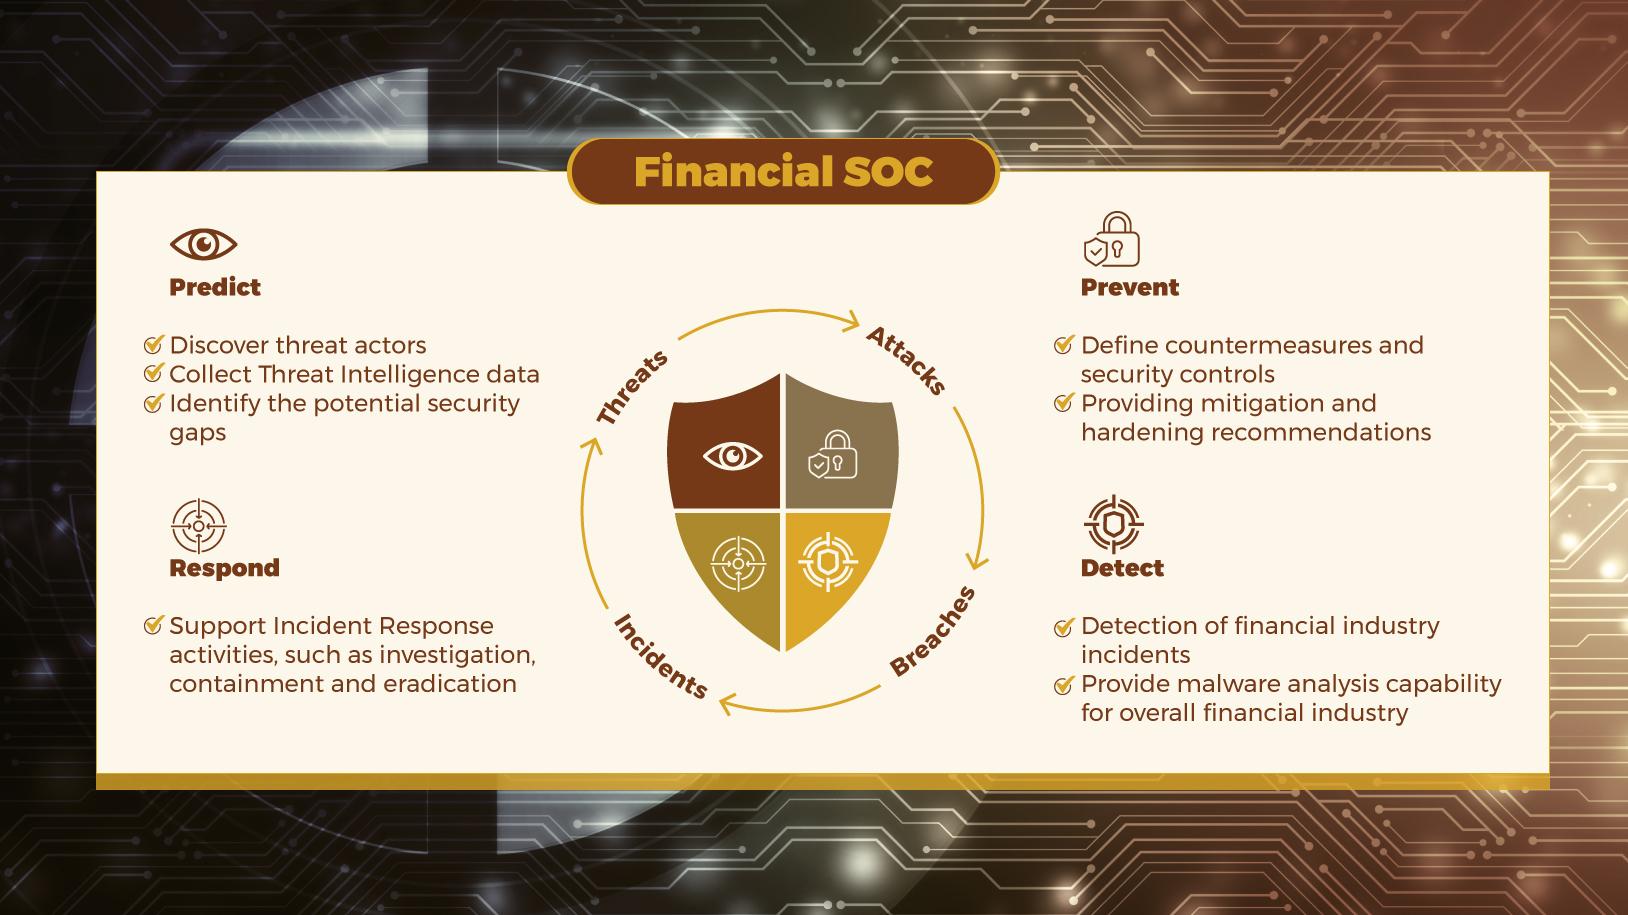 Financial SOC
Predict
Discover threat actors
Collect Threat Intelligence data
Identify the potential security
gaps
Prevent
Define countermeasures and
security controls
Providing mitigation and
hardening recommendations
Threats
Attacks
Breaches
Incidents
Respond
Support Incident Response
activities, such as investigation,
containment and eradication
Detect
Detection of financial industry
incidents
Provide malware analysis capability
for overall financial industry